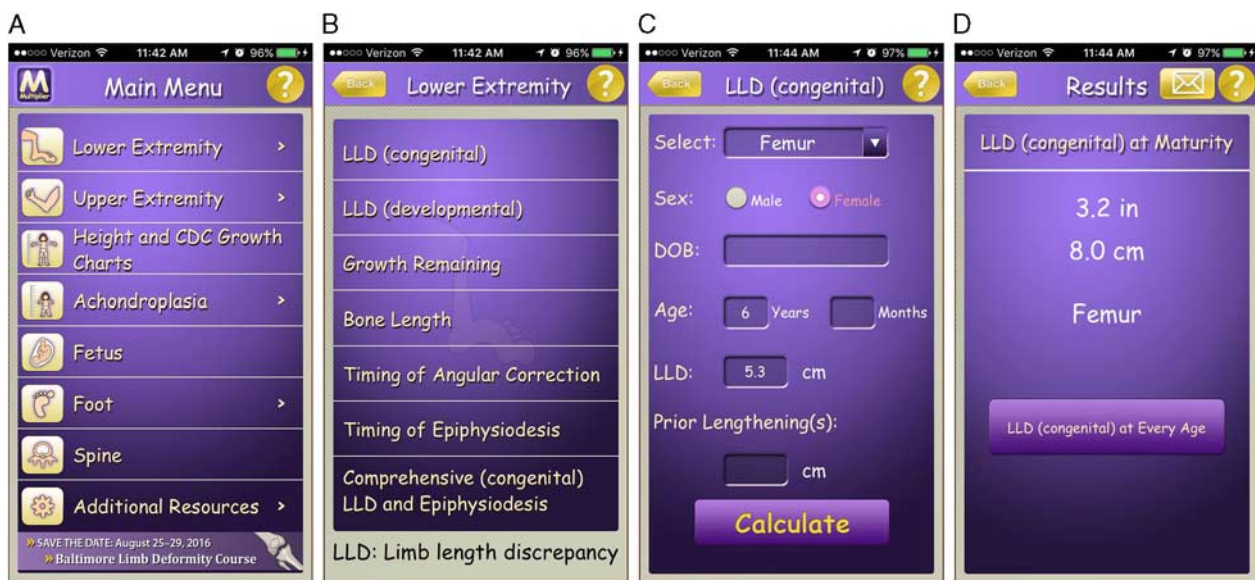 A
B
C
D
Verizon 11:42 AM 96%
M
Multiplier
Main Menu
?
Lower Extremity >
Upper Extremity >
Height and CDC Growth
Charts
Achondroplasia >
Fetus
Foot >
Spine
Additional Resources >
SAVE THE DATE: August 25-29, 2016
Baltimore Limb Deformity Course
Verizon 11:42 AM 96%
Back
Lower Extremity
?
LLD (congenital)
LLD (developmental)
Growth Remaining
Bone Length
Timing of Angular Correction
Timing of Epiphysiodesis
Comprehensive (congenital)
LLD and Epiphysiodesis
LLD: Limb length discrepancy
Verizon 11:44 AM 97%
Back
LLD (congenital)
?
Select: Femur
Sex: Male Female
DOB:
Age: 6 Years Months
LLD: 5.3 cm
Prior Lengthening(s):
cm
Calculate
Verizon 11:44 AM 97%
Back
Results
?
LLD (congenital) at Maturity
3.2 in
8.0 cm
Femur
LLD (congenital) at Every Age